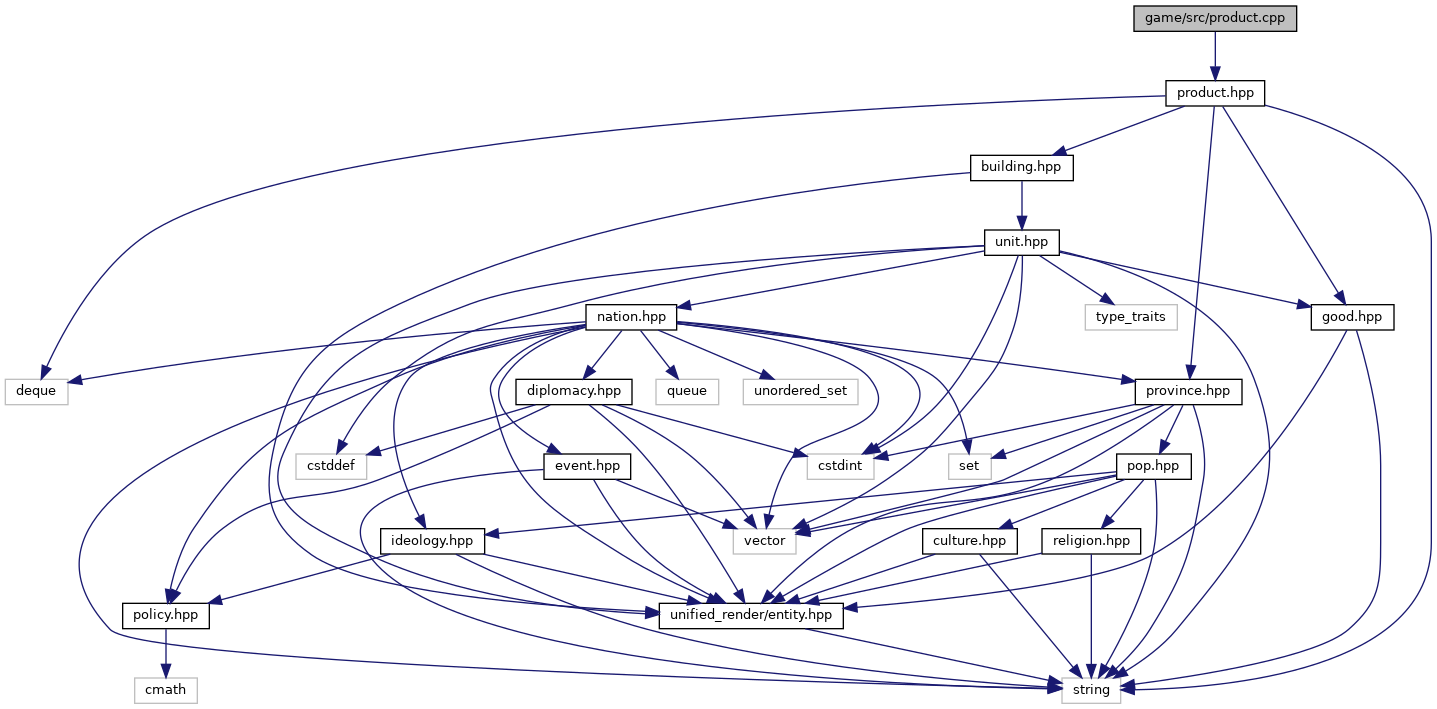 game/src/product.cpp
product.hpp
building.hpp
unit.hpp
nation.hpp
type_traits
good.hpp
deque
diplomacy.hpp
queue
unordered_set
province.hpp
cstddef
event.hpp
cstdint
set
pop.hpp
ideology.hpp
vector
culture.hpp
religion.hpp
policy.hpp
unified_render/entity.hpp
cmath
string